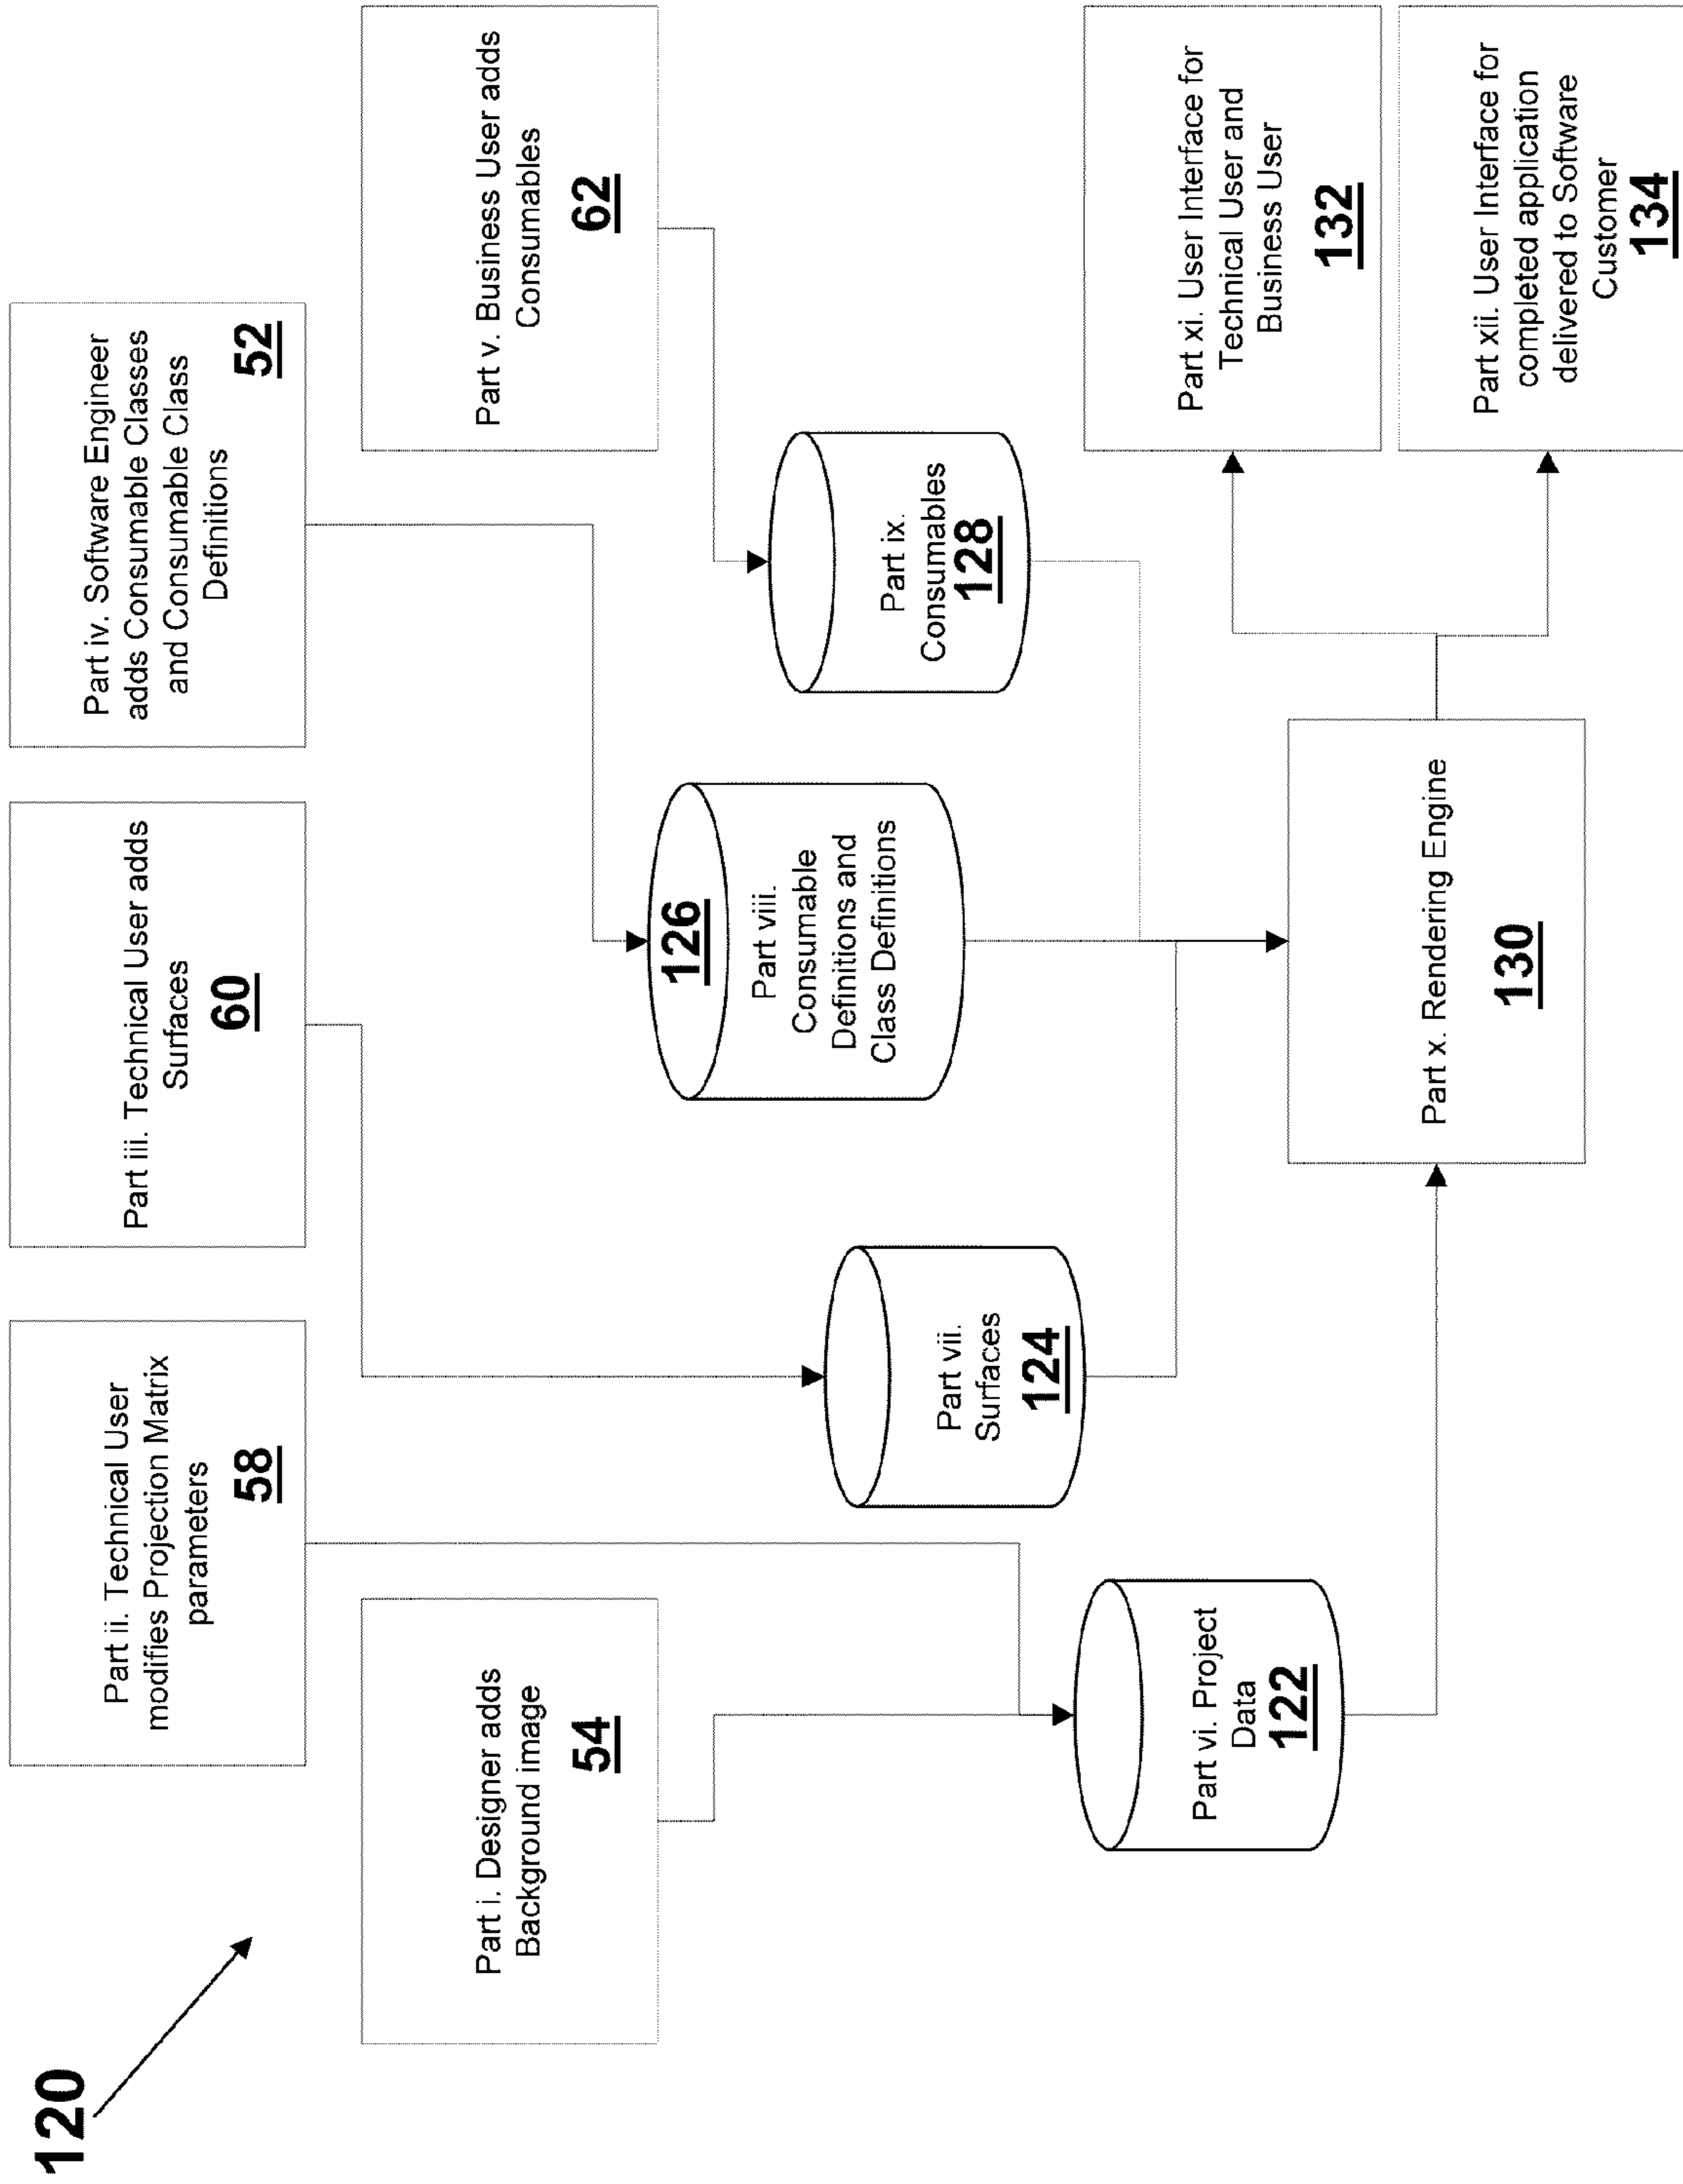 120
Part i. Designer adds
Background image
54
Part ii. Technical User
modifies Projection Matrix
parameters
58
Part iii. Technical User adds
Surfaces
60
Part iv. Software Engineer
adds Consumable Classes
and Consumable Class
Definitions
52
Part v. Business User adds
Consumables
62
Part vi. Project
Data
122
Part vii.
Surfaces
124
126
Part viii.
Consumable
Definitions and
Class Definitions
Part ix.
Consumables
128
Part x. Rendering Engine
130
Part xi. User Interface for
Technical User and
Business User
132
Part xii. User Interface for
completed application
delivered to Software
Customer
134